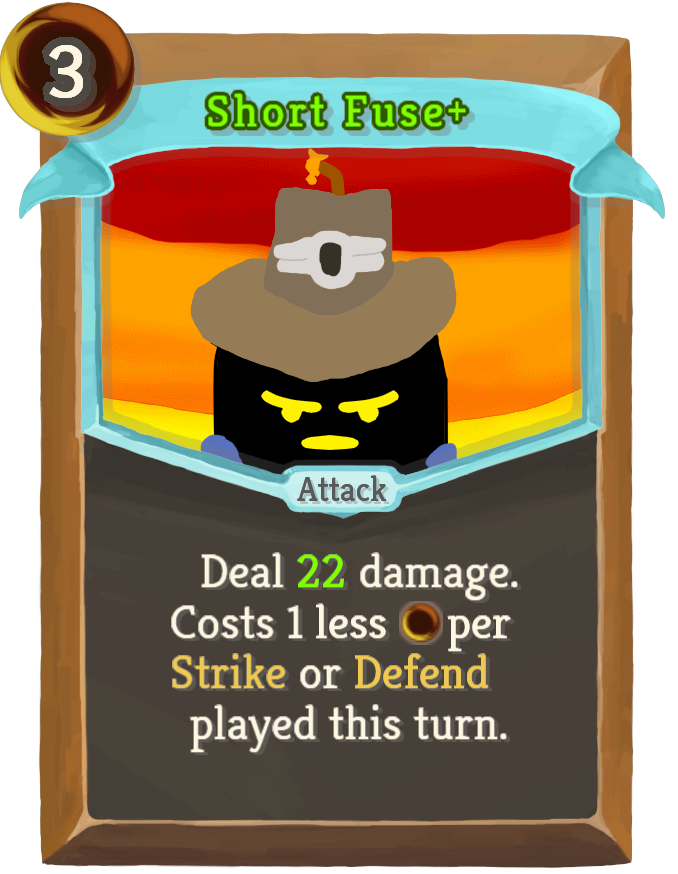 3
Short Fuse+
Attack
Deal 22 damage.
Costs 1 less per
Strike or Defend
played this turn.